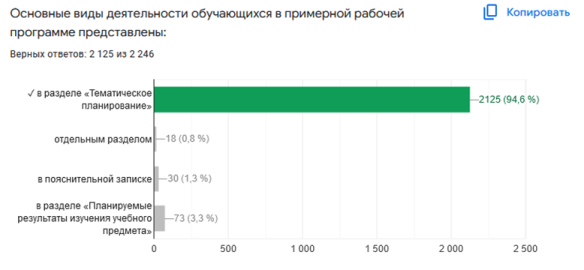 Основные виды деятельности обучающихся в примерной рабочей
Копировать
программе представлены:
Верных ответов: 2 125 из 2 246
✓ в разделе «Тематическое
планирование»
2125 (94,6 %)
отдельным разделом
18 (0,8 %)
в пояснительной записке
30 (1,3 %)
в разделе «Планируемые
результаты изучения учебного
предмета»
73 (3,3 %)
0
500
1 000
1 500
2 000
2 500